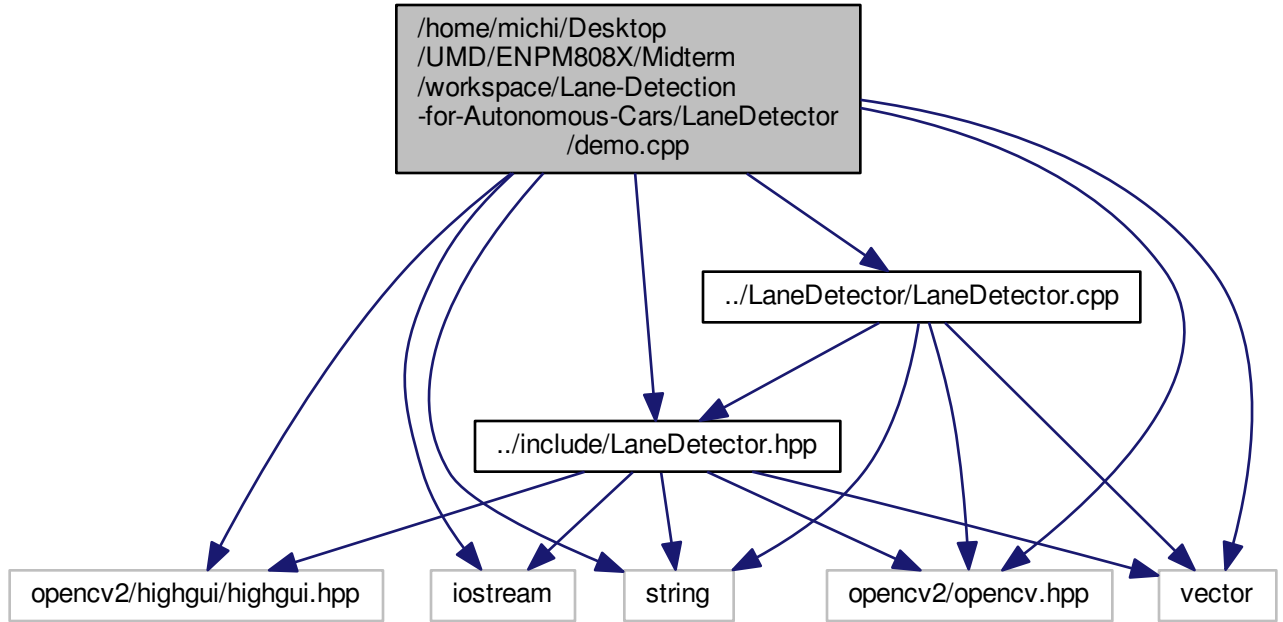 /home/michi/Desktop
/UMD/ENPM808X/Midterm
/workspace/Lane-Detection
-for-Autonomous-Cars/LaneDetector
/demo.cpp
../LaneDetector/LaneDetector.cpp
../include/LaneDetector.hpp
opencv2/highgui/highgui.hpp
iostream
string
opencv2/opencv.hpp
vector